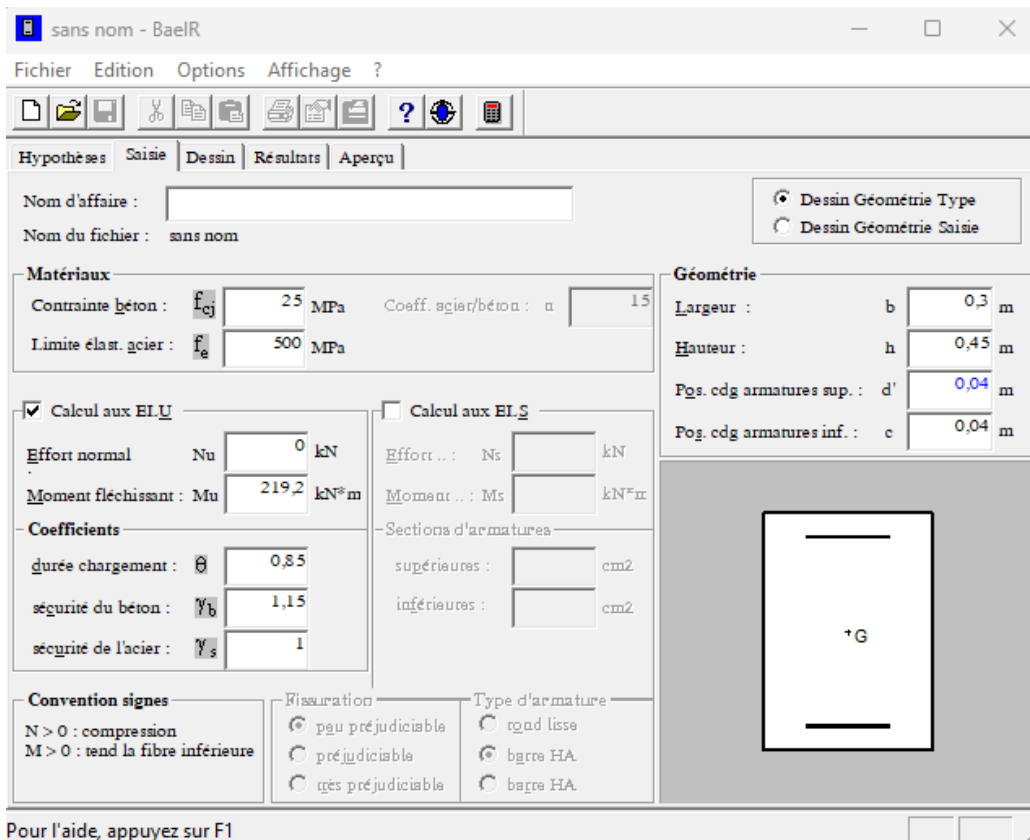 sans nom - BaelR
Fichier Edition Options Affichage ?
Hypothèses Saisie Dessin Résultats Aperçu
Nom d'affaire :
Nom du fichier : sans nom
Dessin Géométrie Type
Dessin Géométrie Saisie
Matériaux
Contrainte béton : fcj 25 MPa Coeff. acier/béton : n 15
Limite élast. acier : fe 500 MPa
Géométrie
Largeur : b 0,3 m
Hauteur : h 0,45 m
Pos. cdg armatures sup. : d' 0,04 m
Pos. cdg armatures inf. : c 0,04 m
Calcul aux ELU
Effort normal : Nu 0 kN
Moment fléchissant : Mu 219,2 kN*m
Coefficients
durée chargement : θ 0,85
sécurité du béton : γb 1,15
sécurité de l'acier : γs 1
Calcul aux ELS
Effort .. : Ns kN
Moment .. : Ms kN*m
Sections d'armatures
supérieures : cm2
inférieures : cm2
+G
Convention signes
N > 0 : compression
M > 0 : tend la fibre inférieure
Fissuration
peu préjudiciable
préjudiciable
très préjudiciable
Type d'armature
rond lisse
barre HA
barre HA
Pour l'aide, appuyez sur F1